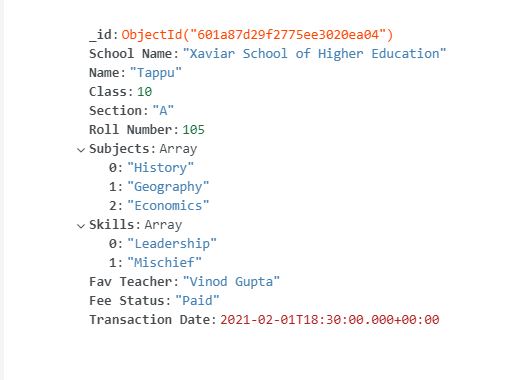 _id: ObjectId("601a87d29f2775ee3020ea04")
School Name: "Xaviar School of Higher Education"
Name: "Tappu"
Class: 10
Section: "A"
Roll Number: 105
Subjects: Array
0: "History"
1: "Geography"
2: "Economics"
Skills: Array
0: "Leadership"
1: "Mischief"
Fav Teacher: "Vinod Gupta"
Fee Status: "Paid"
Transaction Date: 2021-02-01T18:30:00.000+00:00